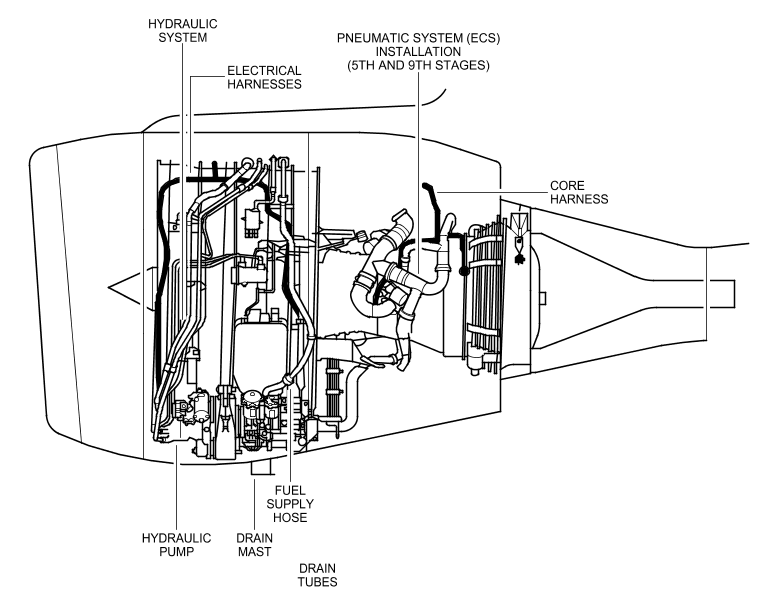 HYDRAULIC
SYSTEM
PNEUMATIC SYSTEM (ECS)
INSTALLATION
(5TH AND 9TH STAGES)
ELECTRICAL
HARNESSES
CORE
HARNESS
FUEL
SUPPLY
HOSE
HYDRAULIC
PUMP
DRAIN
MAST
DRAIN
TUBES